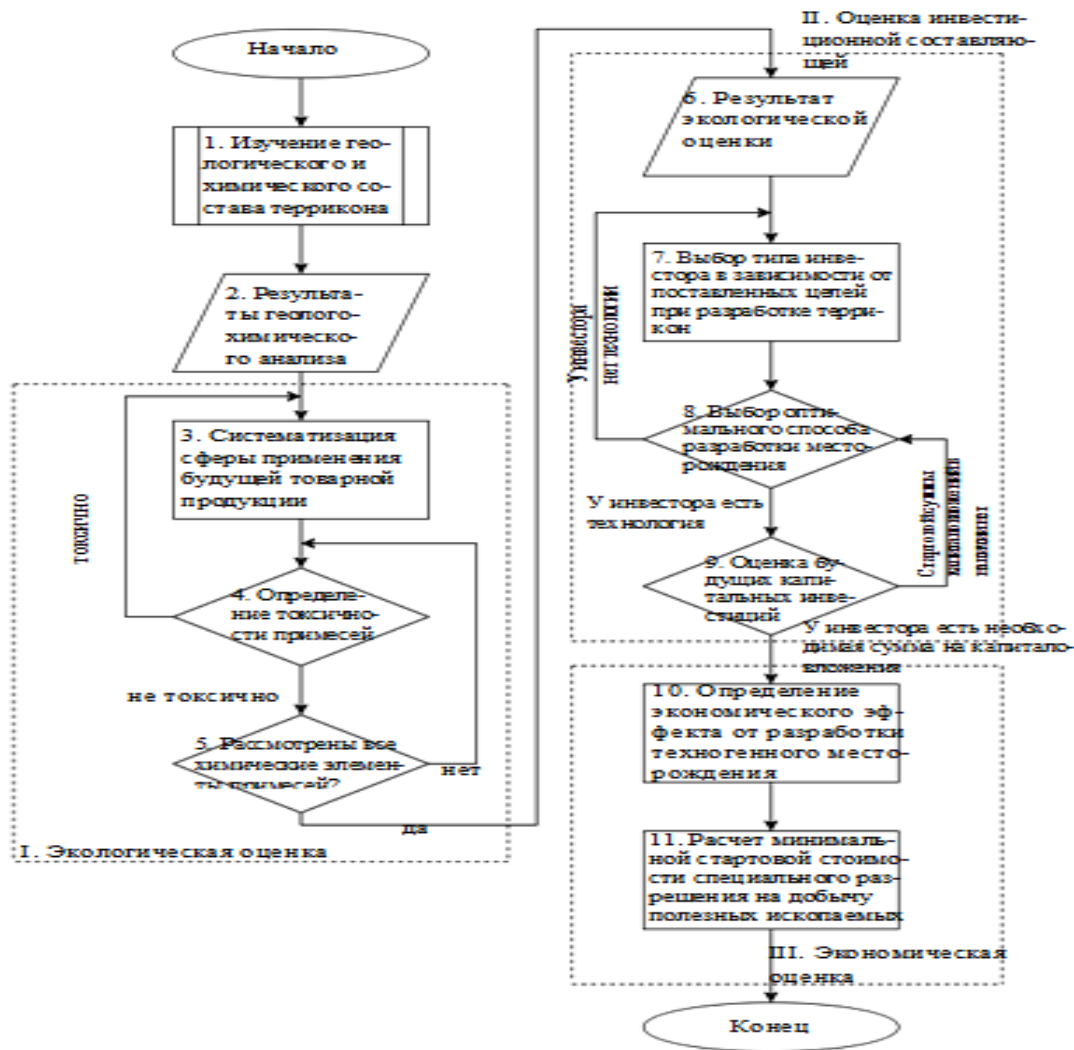 Начало
1. Изучение гео-
логического и
химического со-
става террикона
2. Результа-
ты геолого-
химическо-
го анализа
3. Систематизация
сферы применения
будущей товарной
продукции
токсично
4. Определе-
ние токсично-
сти примесей
не токсично
5. Рассмотрены все
химические элемен-
ты примесей?
нет
да
I. Экологическая оценка
II. Оценка инвести-
ционной составляю-
щей
6. Результат
экологической
оценки
7. Выбор типа инве-
стора в зависимости от
поставленных целей
при разработке терри-
кон
У инвестора
нет технологии
8. Выбор опти-
мального способа
разработки место-
рождения
У инвестора есть
технология
Стартовой суммы
9. Оценка бу-
дущих капи-
тальных инве-
стиций
У инвестора есть необхо-
димая сумма на капитало-
вложения
10. Определение
экономического эф-
фекта от разработки
техногенного место-
рождения
11. Расчет минималь-
ной стартовой стоимо-
сти специального раз-
решения на добычу
полезных ископаемых
III. Экономическая
оценка
Конец